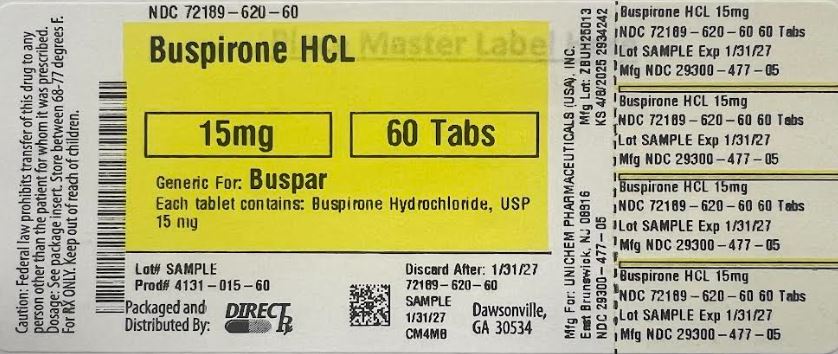 Caution: Federal law prohibits transfer of this drug to any
person other than the patient for whom it was prescribed.
Dosage: See package insert. Store between 68-77 degrees F.
For RX ONLY. Keep out of reach of children.
NDC 72189-620-60
Master Label
Buspirone HCL
15mg
60 Tabs
Generic For: Buspar
Each tablet contains: Buspirone Hydrochloride, USP
15 mg
Lot# SAMPLE
Prod# 4131-015-60
Packaged and
Distributed By:
DIRECT Rx
Discard After: 1/31/27
72189-620-60
SAMPLE
1/31/27
CM4MB
Dawsonville,
GA 30534
Mfg For: UNICHEM PHARMACEUTICALS (USA), INC.
East Brunswick, NJ 08916
Mfg Lot: ZBUH25013
NDC 29300-477-05
KS 4/8/2025 2934242
Buspirone HCL 15mg
NDC 72189-620-60 60 Tabs
Lot SAMPLE Exp 1/31/27
Mfg NDC 29300-477-05
Buspirone HCL 15mg
NDC 72189-620-60 60 Tabs
Lot SAMPLE Exp 1/31/27
Mfg NDC 29300-477-05
Buspirone HCL 15mg
NDC 72189-620-60 60 Tabs
Lot SAMPLE Exp 1/31/27
Mfg NDC 29300-477-05
Buspirone HCL 15mg
NDC 72189-620-60 60 Tabs
Lot SAMPLE Exp 1/31/27
Mfg NDC 29300-477-05